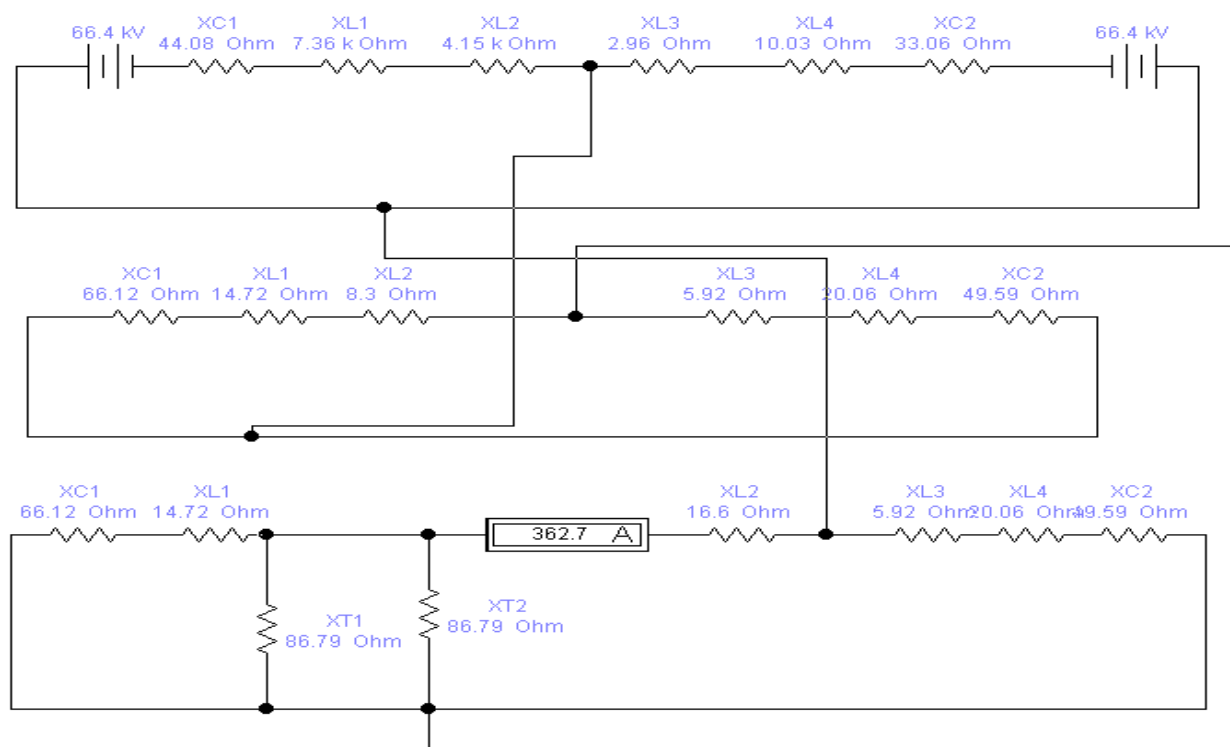 66.4 kV
XC1
44.08 Ohm
XL1
7.36 k Ohm
XL2
4.15 k Ohm
XL3
2.96 Ohm
XL4
10.03 Ohm
XC2
33.06 Ohm
66.4 kV
XC1
66.12 Ohm
XL1
14.72 Ohm
XL2
8.3 Ohm
XL3
5.92 Ohm
XL4
20.06 Ohm
XC2
49.59 Ohm
XC1
66.12 Ohm
XL1
14.72 Ohm
362.7 A
XL2
16.6 Ohm
XL3
5.92 Ohm
XL4
20.06 Ohm
XC2
49.59 Ohm
XT1
86.79 Ohm
XT2
86.79 Ohm